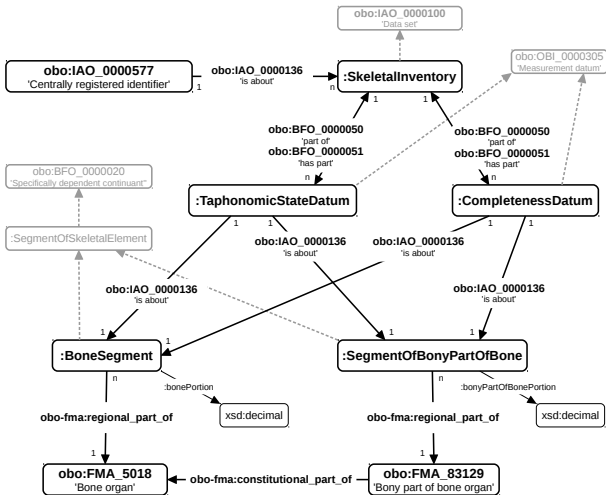 obo:IAO_0000100
'Data set'
obo:IAO_0000577
'Centrally registered identifier'
obo:IAO_0000136
'is about'
1
n
:SkeletalInventory
obo:OBI_0000305
'Measurement datum'
1
1
obo:BFO_0000050
'part of'
obo:BFO_0000051
'has part'
n
obo:BFO_0000050
'part of'
obo:BFO_0000051
'has part'
n
obo:BFO_0000020
'Specifically dependent continuant'
:TaphonomicStateDatum
:CompletenessDatum
:SegmentOfSkeletalElement
1
1
1
1
obo:IAO_0000136
'is about'
obo:IAO_0000136
'is about'
obo:IAO_0000136
'is about'
obo:IAO_0000136
'is about'
1
1
1
1
:BoneSegment
:SegmentOfBonyPartOfBone
n
:bonePortion
n
:bonyPartOfBonePortion
xsd:decimal
xsd:decimal
obo-fma:regional_part_of
obo-fma:regional_part_of
1
1
obo:FMA_5018
'Bone organ'
obo-fma:constitutional_part_of
obo:FMA_83129
'Bony part of bone organ'